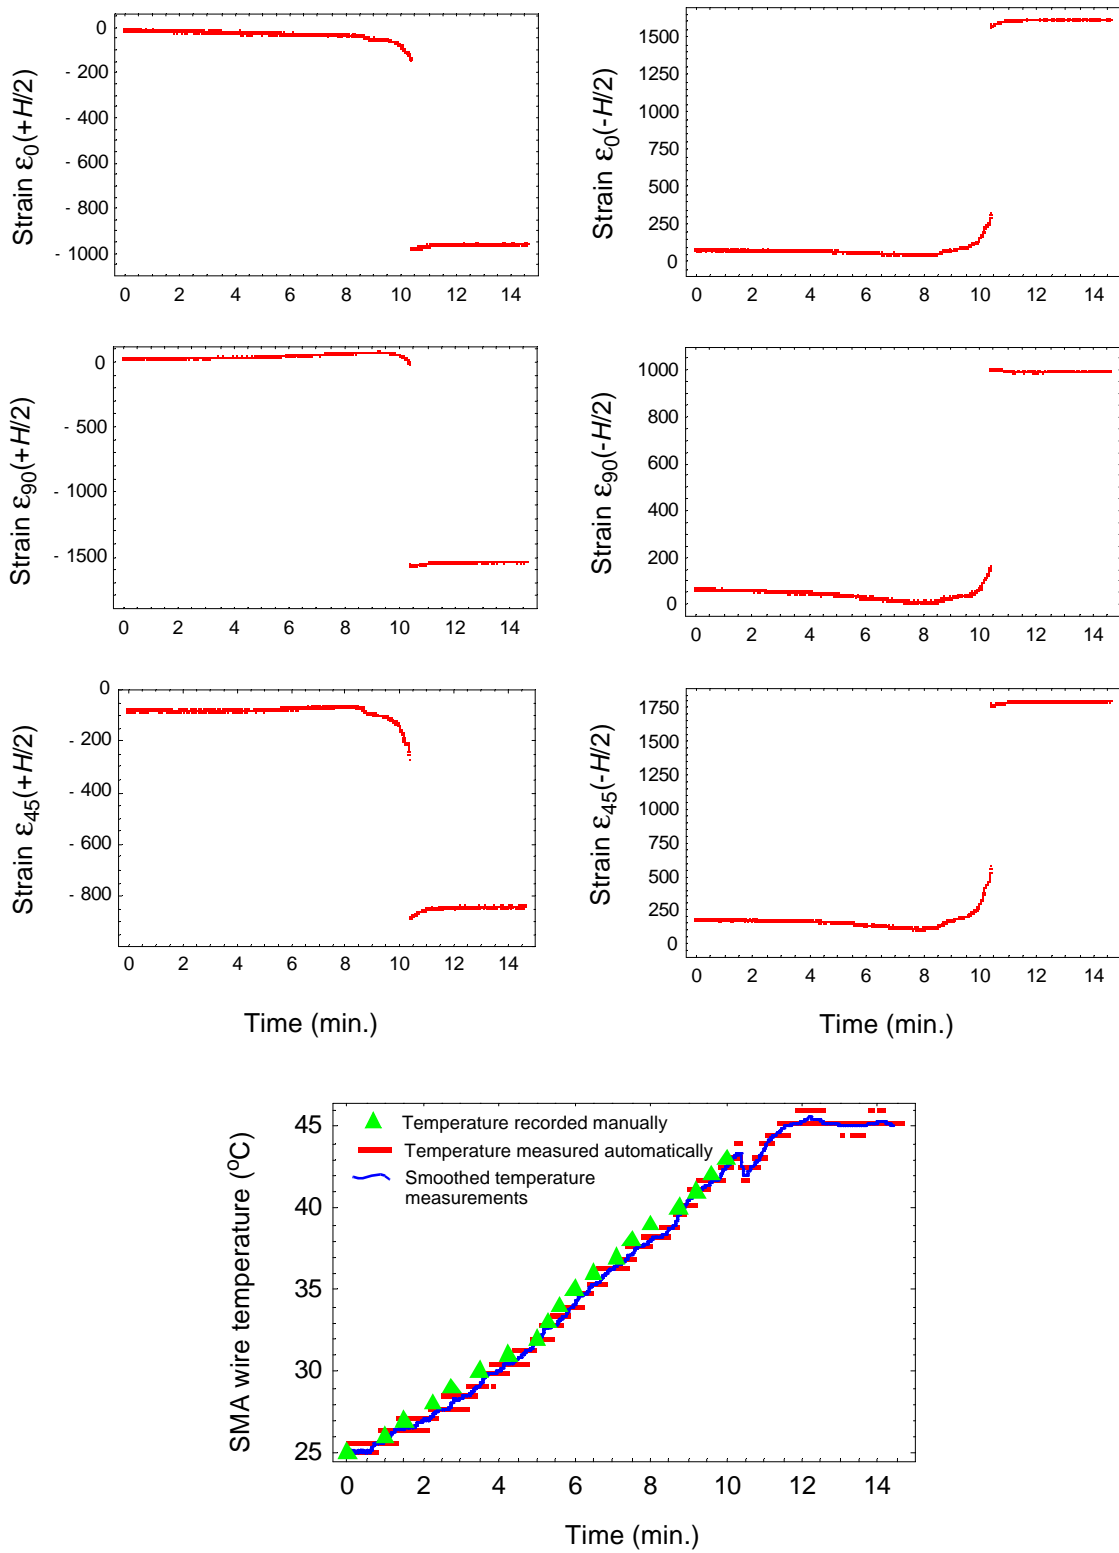 Strain ε0(+H/2)
0
- 200
- 400
- 600
- 800
- 1000
0 2 4 6 8 10 12 14
Strain ε0(-H/2)
1500
1250
1000
750
500
250
0
0 2 4 6 8 10 12 14
Strain ε90(+H/2)
0
- 500
- 1000
- 1500
0 2 4 6 8 10 12 14
Strain ε90(-H/2)
1000
800
600
400
200
0
0 2 4 6 8 10 12 14
Strain ε45(+H/2)
0
- 200
- 400
- 600
- 800
0 2 4 6 8 10 12 14
Time (min.)
Strain ε45(-H/2)
1750
1500
1250
1000
750
500
250
0
0 2 4 6 8 10 12 14
Time (min.)
SMA wire temperature (oC)
45
40
35
30
25
Temperature recorded manually
Temperature measured automatically
Smoothed temperature
measurements
0 2 4 6 8 10 12 14
Time (min.)